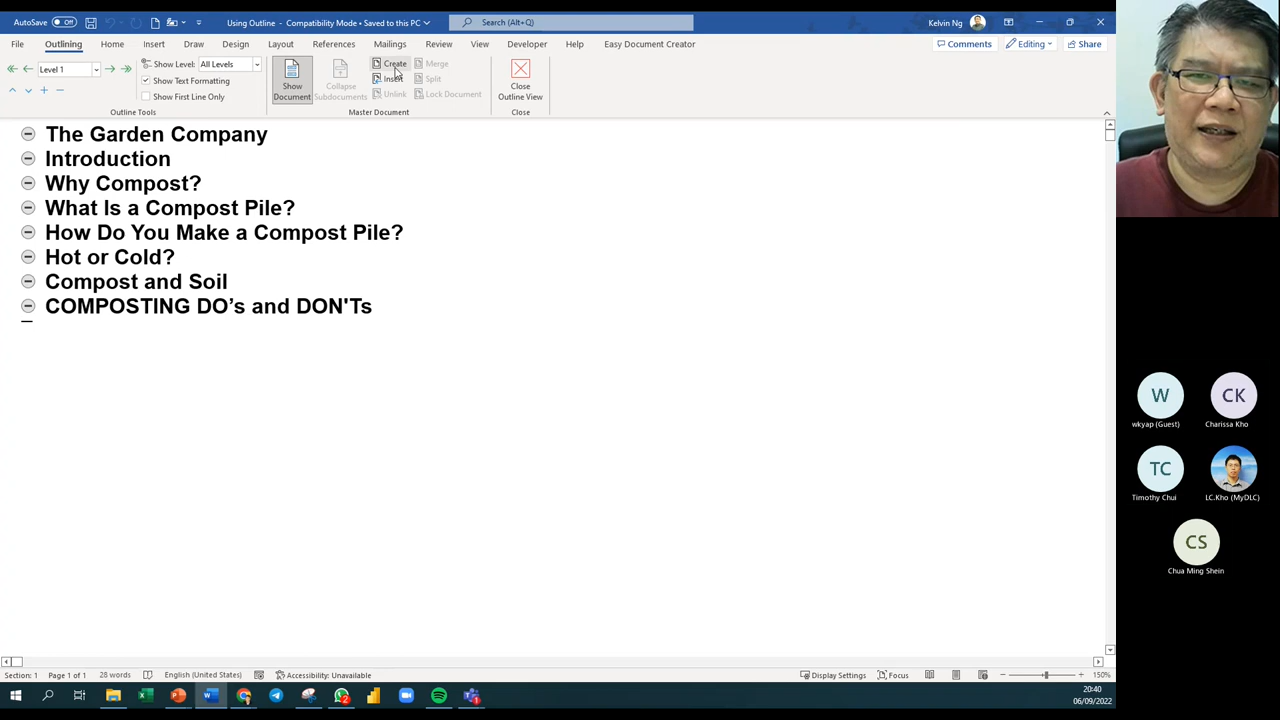 AutoSave Off
Using Outline - Compatibility Mode • Saved to this PC
Search (Alt+Q)
Kelvin Ng
File Outlining Home Insert Draw Design Layout References Mailings Review View Developer Help Easy Document Creator
Comments Editing Share
Level 1
Show Level: All Levels
Show Text Formatting
Show First Line Only
Outline Tools
Show Document
Collapse Subdocuments
Create
Insert
Unlink
Merge
Split
Lock Document
Master Document
Close Outline View
Close
The Garden Company
Introduction
Why Compost?
What Is a Compost Pile?
How Do You Make a Compost Pile?
Hot or Cold?
Compost and Soil
COMPOSTING DO’s and DON'Ts
W
wkyap (Guest)
CK
Charissa Kho
TC
Timothy Chui
LC.Kho (MyDLC)
CS
Chua Ming Shein
Section: 1 Page 1 of 1 28 words English (United States) Accessibility: Unavailable
Display Settings Focus 150%
20:40
06/09/2022